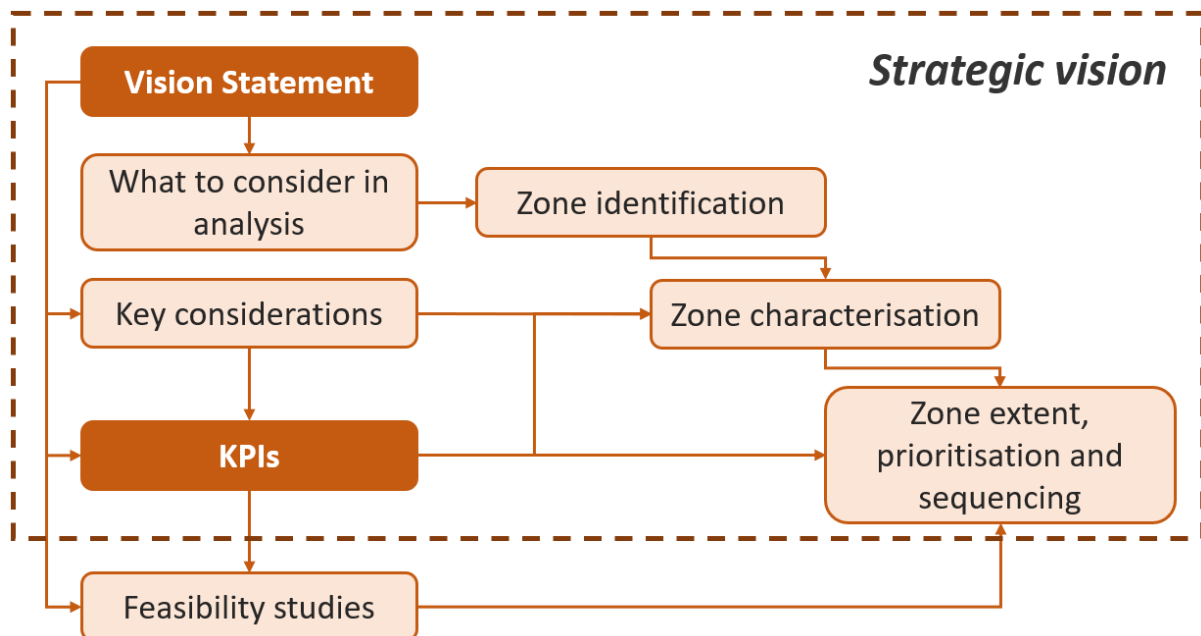 Strategic vision
Vision Statement
What to consider in
analysis
Zone identification
Key considerations
Zone characterisation
KPIs
Zone extent,
prioritisation and
sequencing
Feasibility studies